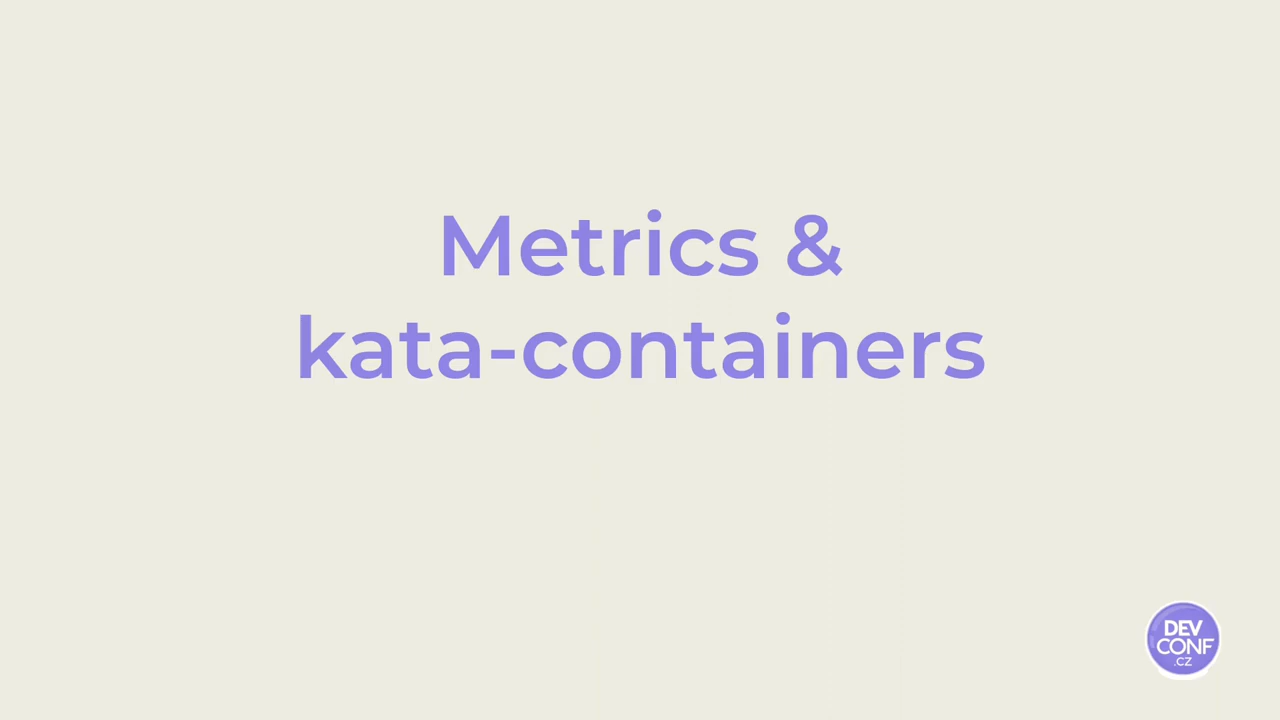 Metrics &
kata-containers
DEV
CONF
.CZ